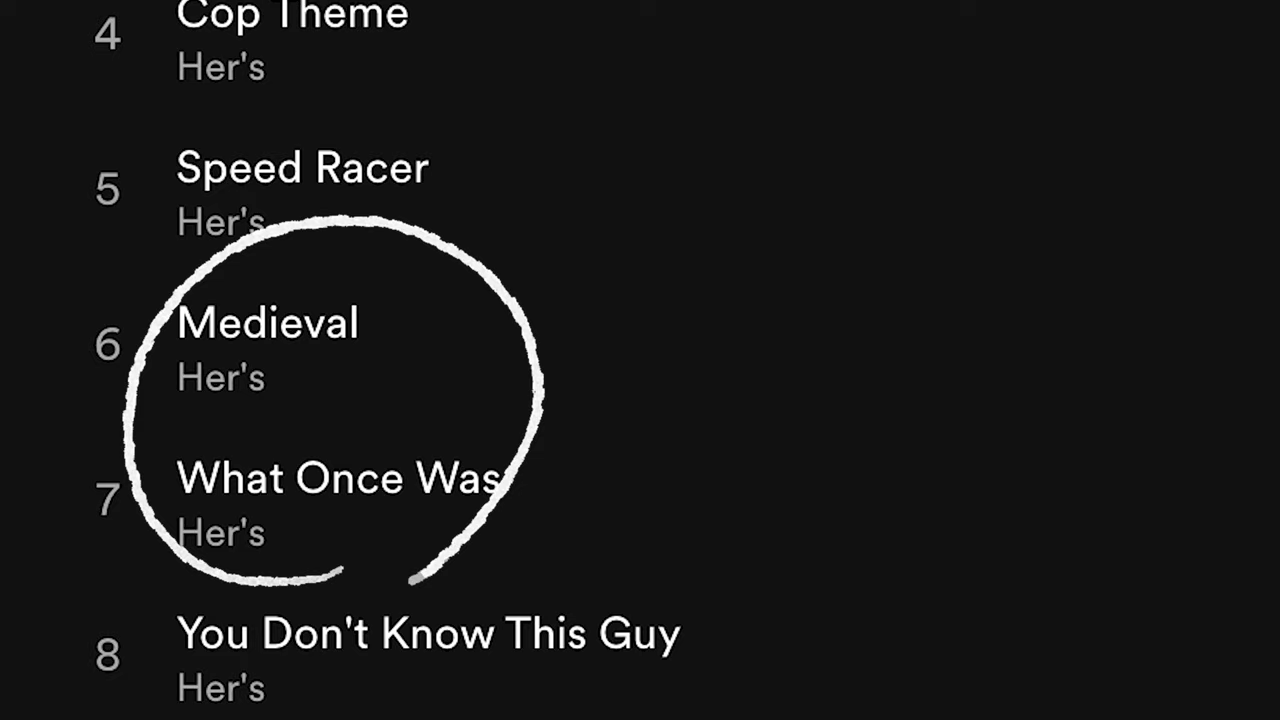 4
Cop Theme
Her's
5
Speed Racer
Her's
6
Medieval
Her's
7
What Once Was
Her's
8
You Don't Know This Guy
Her's